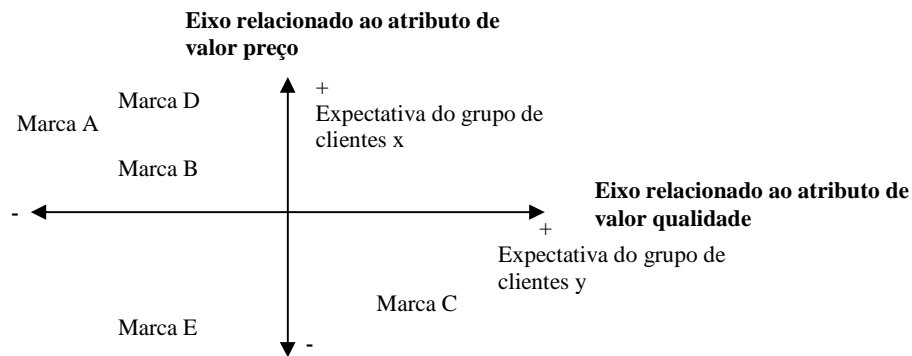 Eixo relacionado ao atributo de
valor preço
+
Marca D
Expectativa do grupo de
clientes x
Marca A
Marca B
Eixo relacionado ao atributo de
valor qualidade
-
+
Expectativa do grupo de
clientes y
Marca C
Marca E
-